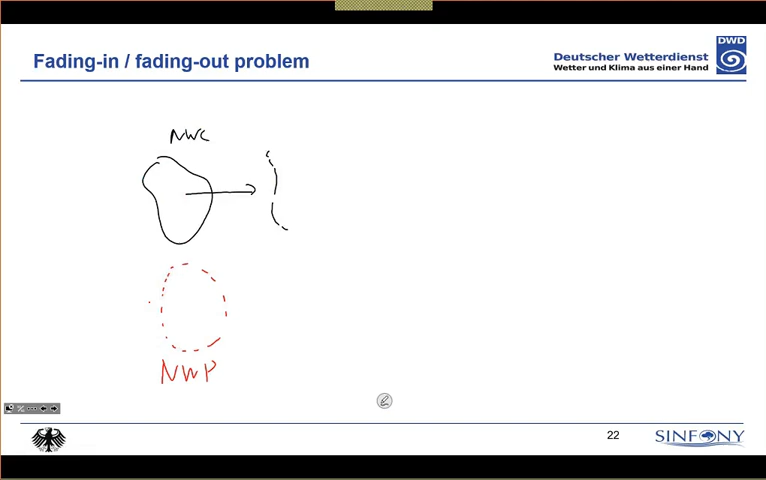 Fading-in / fading-out problem
Deutscher Wetterdienst
Wetter und Klima aus einer Hand
DWD
NWC
NWP
22
SINFONY